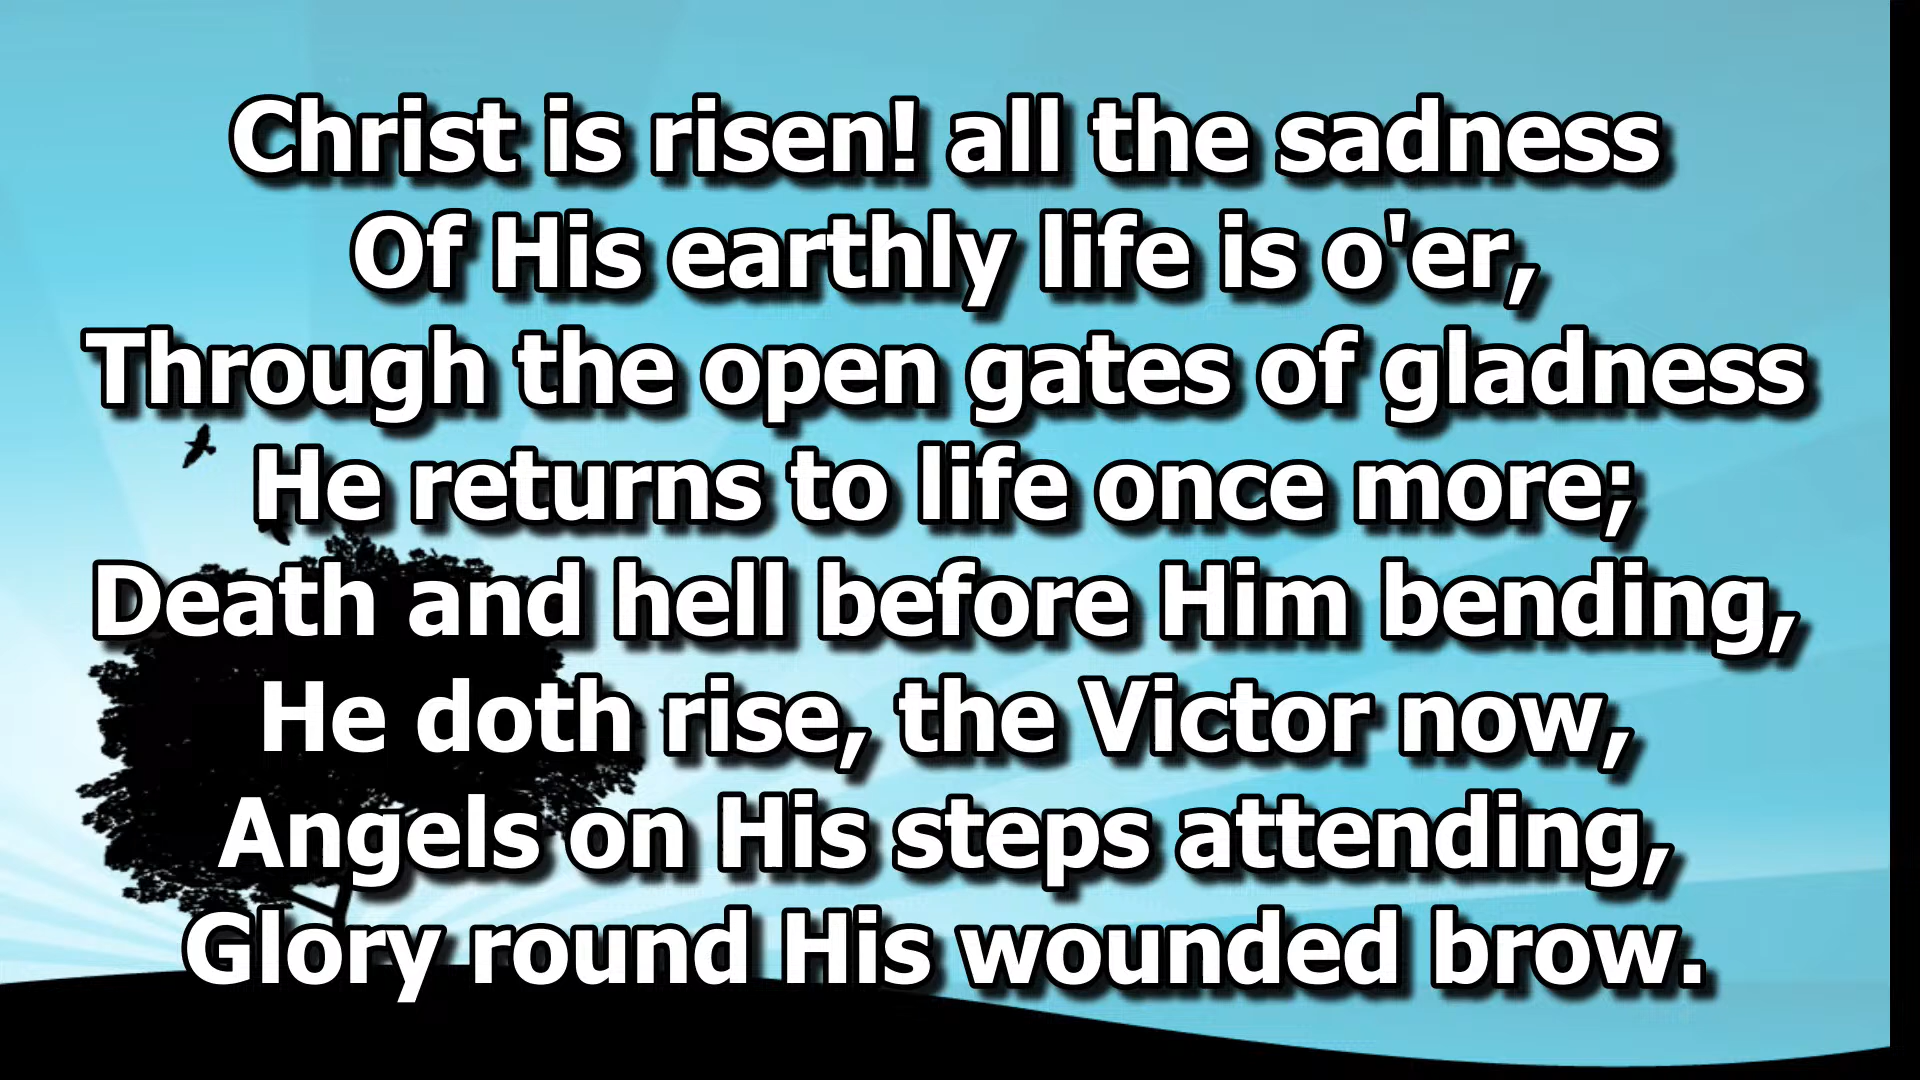 Christ is risen! all the sadness
Of His earthly life is o'er,
Through the open gates of gladness
He returns to life once more;
Death and hell before Him bending,
He doth rise, the Victor now,
Angels on His steps attending,
Glory round His wounded brow.